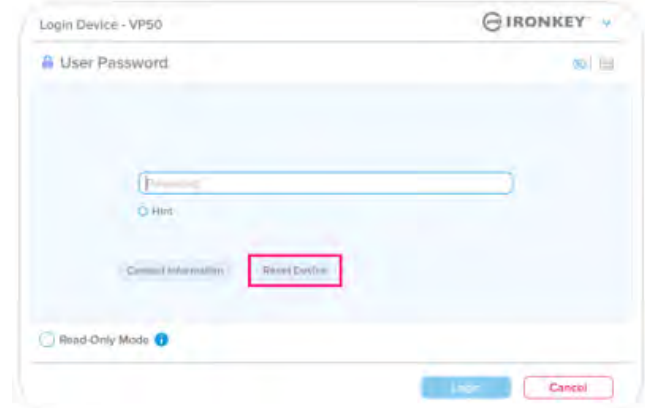 Login Device - VP50
IRONKEY
User Password
Password
Hint
Contact Information
Reset Device
Read-Only Mode
Login
Cancel